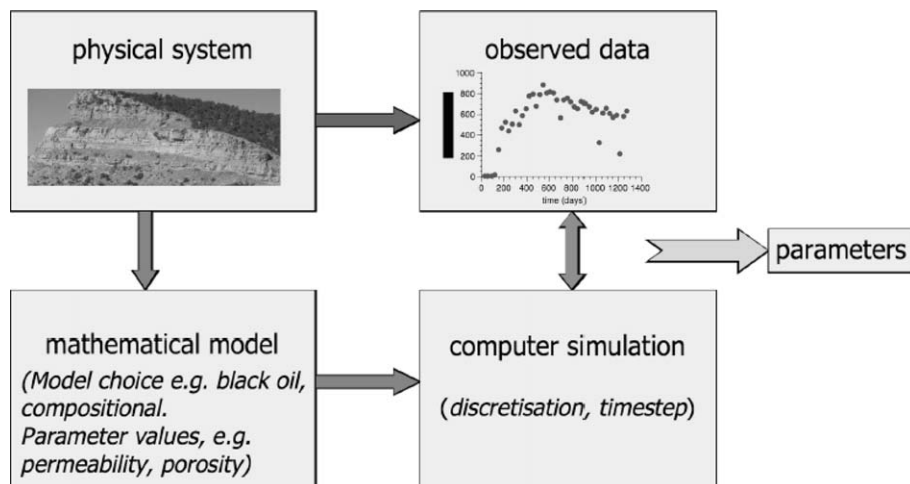 physical system
observed data
1000
800
600
400
200
0
0 200 400 600 800 1000 1200 1400
time (days)
parameters
mathematical model
(Model choice e.g. black oil,
compositional.
Parameter values, e.g.
permeability, porosity)
computer simulation
(discretisation, timestep)